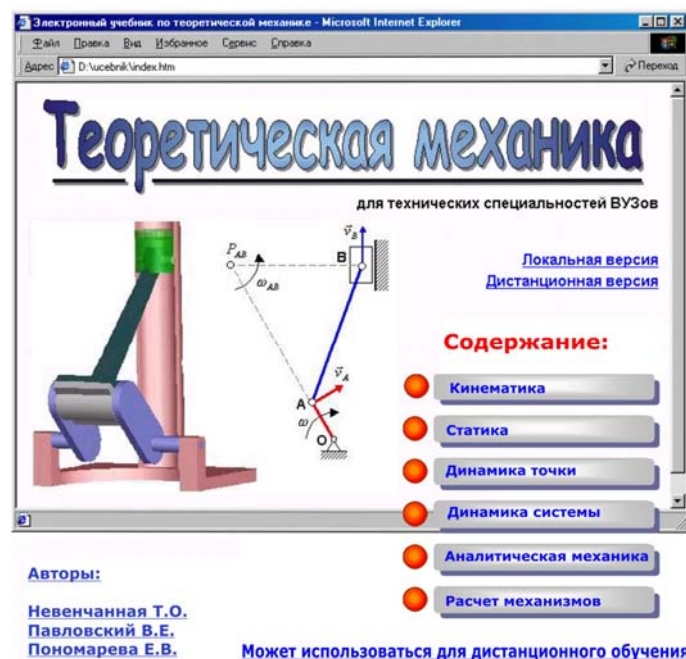 Электронный учебник по теоретической механике - Microsoft Internet Explorer
Файл Правка Вид Избранное Сервис Справка
Адрес D:\ucebnik\index.htm Переход
Теоретическая механика
для технических специальностей ВУЗов
v⃗_B
P_AB
B
ω_AB
Локальная версия
Дистанционная версия
Содержание:
v⃗_A
A
ω
O
Кинематика
Статика
Динамика точки
Динамика системы
Аналитическая механика
Расчет механизмов
Авторы:
Невенчанная Т.О.
Павловский В.Е.
Пономарева Е.В.
Может использоваться для дистанционного обучения